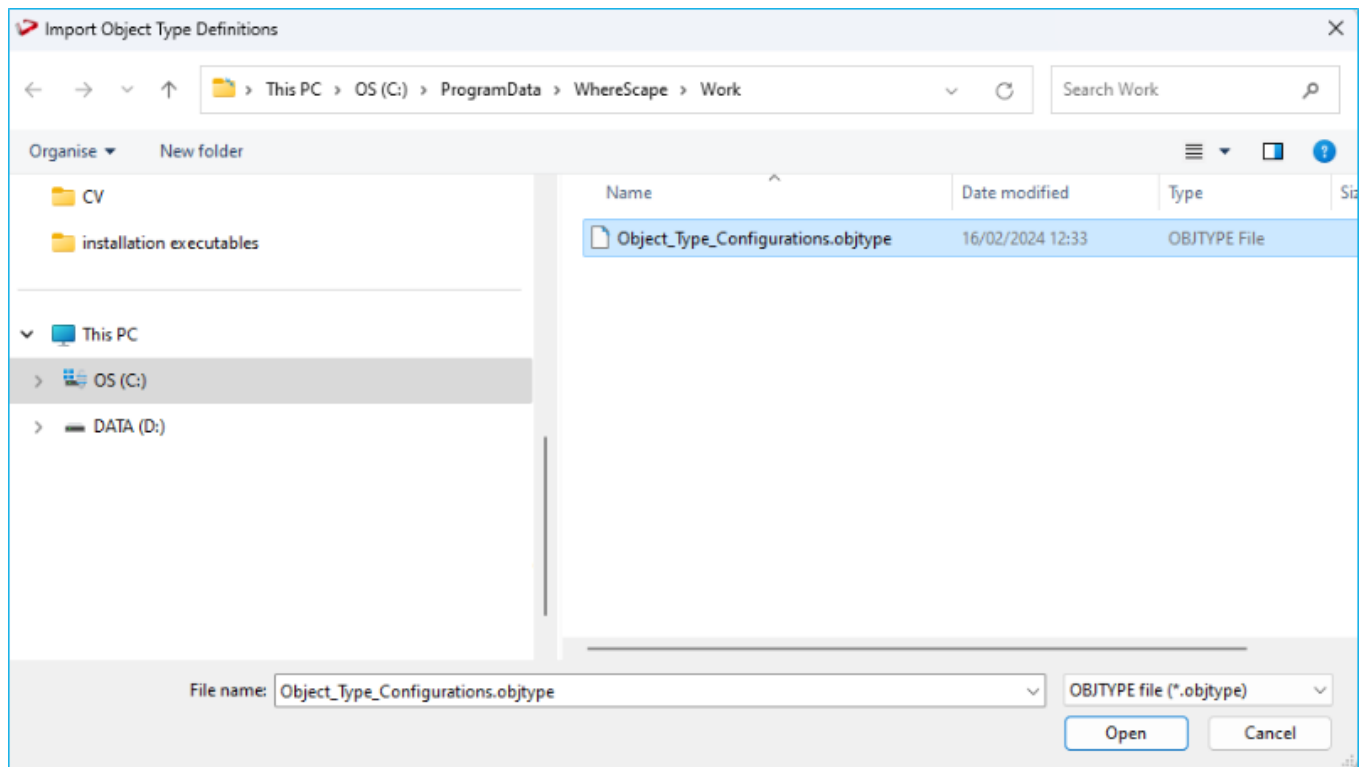 Import Object Type Definitions
This PC > OS (C:) > ProgramData > WhereScape > Work
Search Work
Organise
New folder
CV
installation executables
This PC
OS (C:)
DATA (D:)
Name
Date modified
Type
Siz
Object_Type_Configurations.objtype
16/02/2024 12:33
OBJTYPE File
File name:
Object_Type_Configurations.objtype
OBJTYPE file (*.objtype)
Open
Cancel